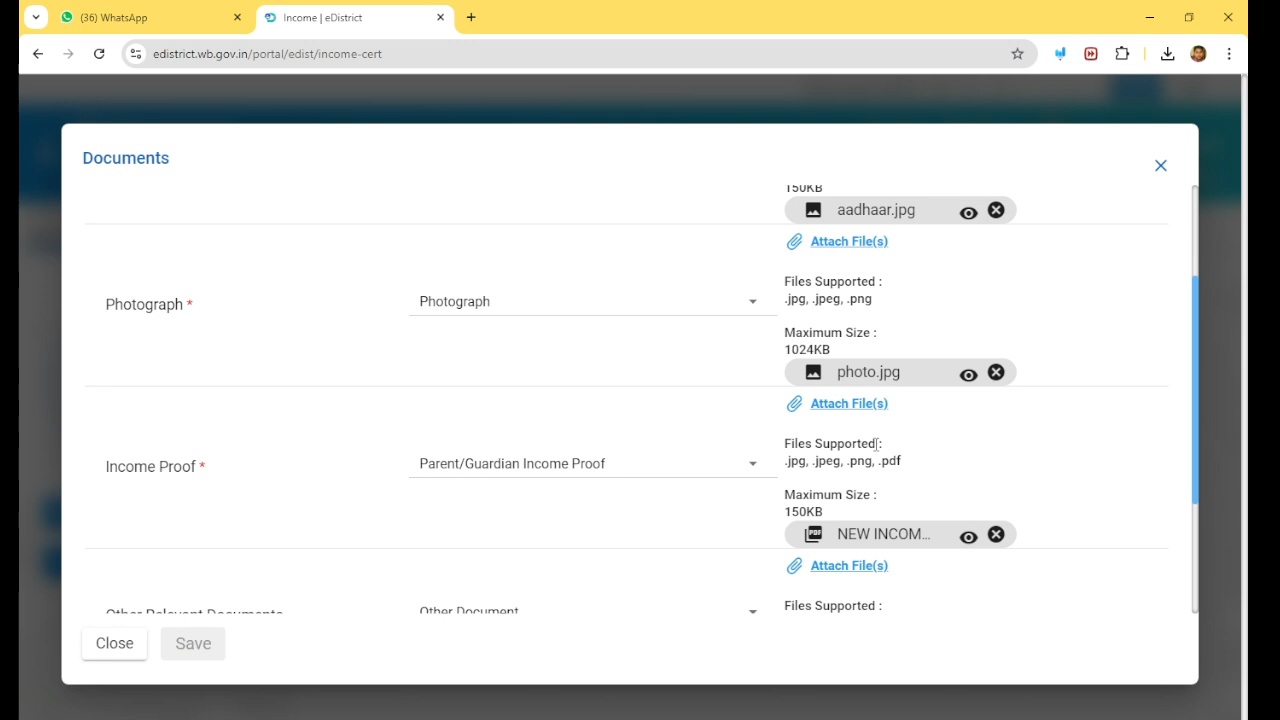 (36) WhatsApp
Income | eDistrict
edistrict.wb.gov.in/portal/edist/income-cert
Documents
150KB
aadhaar.jpg
Attach File(s)
Photograph *
Photograph
Files Supported :
.jpg, .jpeg, .png
Maximum Size :
1024KB
photo.jpg
Attach File(s)
Income Proof *
Parent/Guardian Income Proof
Files Supported :
.jpg, .jpeg, .png, .pdf
Maximum Size :
150KB
PDF
NEW INCOM...
Attach File(s)
Other Relevant Documents
Other Document
Files Supported :
Close
Save